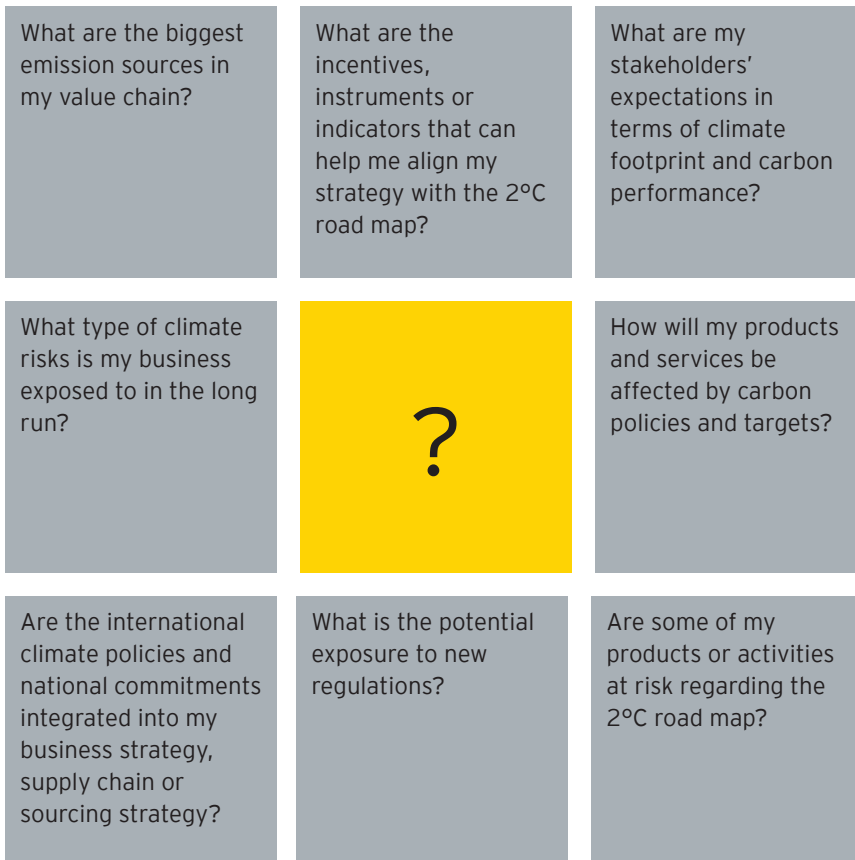 What are the biggest
emission sources in
my value chain?
What are the
incentives,
instruments or
indicators that can
help me align my
strategy with the 2°C
road map?
What are my
stakeholders’
expectations in
terms of climate
footprint and carbon
performance?
What type of climate
risks is my business
exposed to in the long
run?
?
How will my products
and services be
affected by carbon
policies and targets?
Are the international
climate policies and
national commitments
integrated into my
business strategy,
supply chain or
sourcing strategy?
What is the potential
exposure to new
regulations?
Are some of my
products or activities
at risk regarding the
2°C road map?